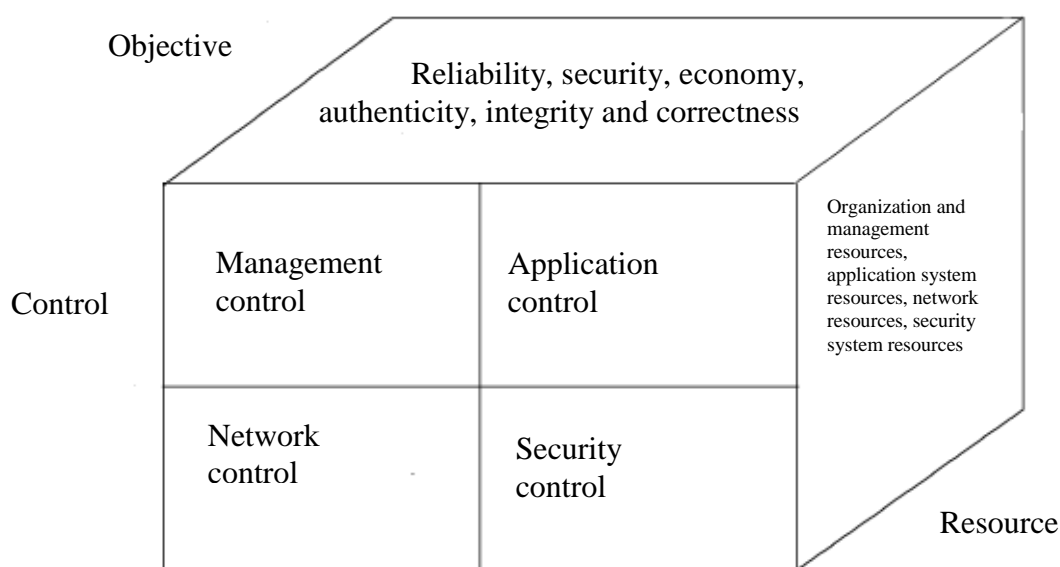 Objective
Reliability, security, economy,
authenticity, integrity and correctness
Organization and
management
resources,
application system
resources, network
resources, security
system resources
Management
control
Application
control
Control
Network
control
Security
control
Resource